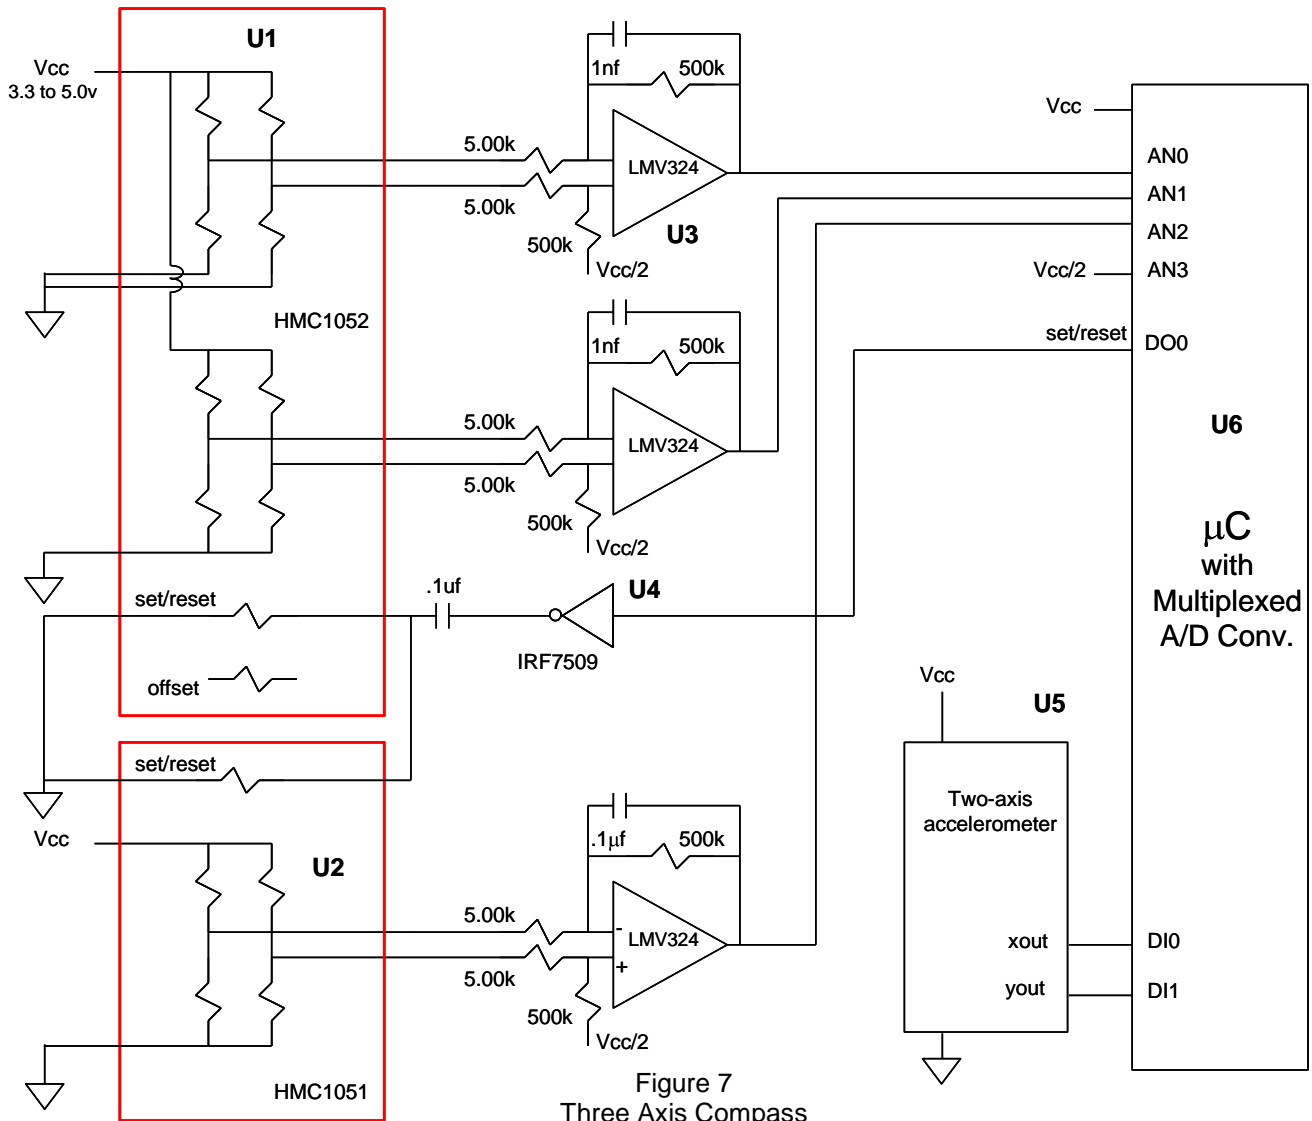 U1
Vcc
3.3 to 5.0v
1nf
500k
Vcc
5.00k
LMV324
AN0
5.00k
AN1
U3
AN2
500k
Vcc/2
Vcc/2
AN3
HMC1052
set/reset
DO0
1nf
500k
5.00k
LMV324
U6
5.00k
500k
Vcc/2
μC
with
Multiplexed
A/D Conv.
set/reset
.1uf
U4
IRF7509
offset
Vcc
U5
set/reset
Two-axis
accelerometer
Vcc
U2
.1μf
500k
5.00k
-
LMV324
+
5.00k
500k
Vcc/2
xout
DI0
yout
DI1
HMC1051
Figure 7
Three Axis Compass